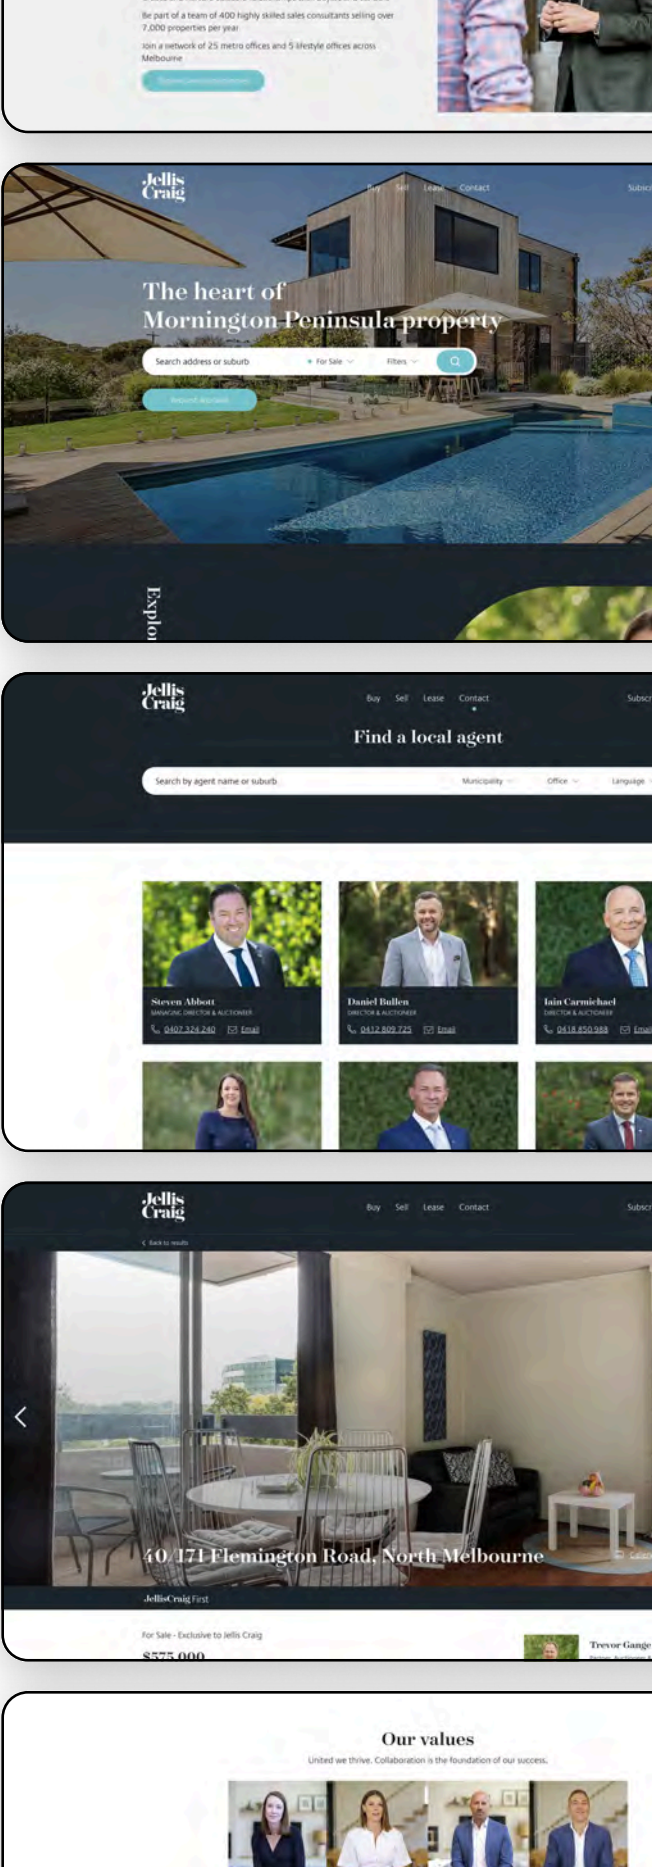 Be part of a team of 400 highly skilled sales consultants selling over
7,000 properties per year
Join a network of 25 metro offices and 5 lifestyle offices across
Melbourne
Jellis
Craig
Buy Sell Lease Contact
The heart of
Mornington Peninsula property
Search address or suburb For Sale Filters
Request appraisal
Explo
Jellis
Craig
Buy Sell Lease Contact
Find a local agent
Search by agent name or suburb Municipality Office Language
Steven Abbott
MANAGING DIRECTOR & AUCTIONEER
0407 324 240 Email
Daniel Bullen
DIRECTOR & AUCTIONEER
0412 809 725 Email
Iain Carmichael
DIRECTOR & AUCTIONEER
0418 850 988 Email
Jellis
Craig
Buy Sell Lease Contact
Back to results
40/171 Flemington Road, North Melbourne
JellisCraig First
For Sale - Exclusive to Jellis Craig
$575,000
Trevor Gange
Our values
United we thrive. Collaboration is the foundation of our success.